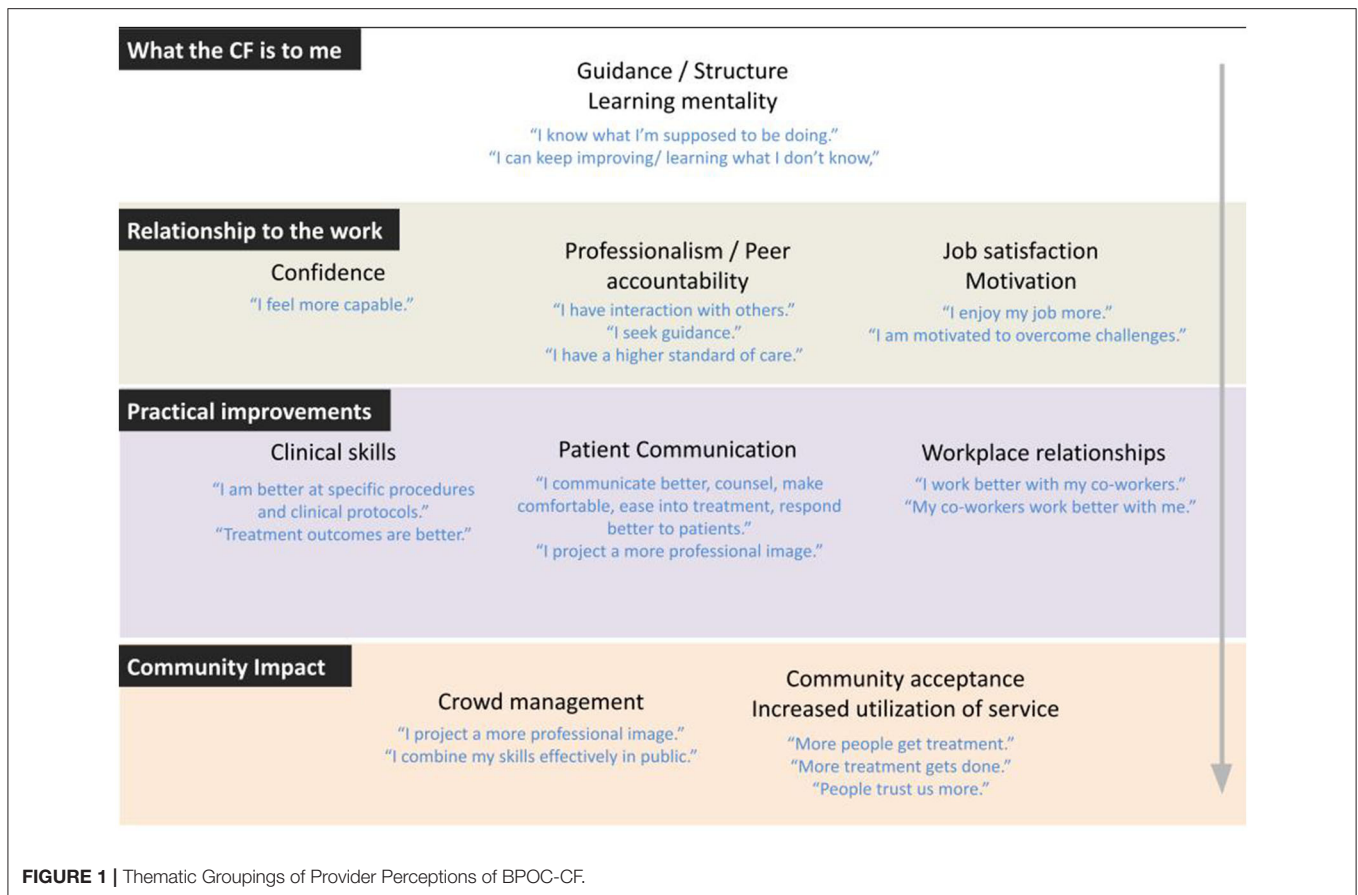 What the CF is to me
Guidance / Structure
Learning mentality
“I know what I’m supposed to be doing.”
“I can keep improving/ learning what I don’t know,”
Relationship to the work
Confidence
“I feel more capable.”
Professionalism / Peer
accountability
“I have interaction with others.”
“I seek guidance.”
“I have a higher standard of care.”
Job satisfaction
Motivation
“I enjoy my job more.”
“I am motivated to overcome challenges.”
Practical improvements
Clinical skills
“I am better at specific procedures
and clinical protocols.”
“Treatment outcomes are better.”
Patient Communication
“I communicate better, counsel, make
comfortable, ease into treatment, respond
better to patients.”
“I project a more professional image.”
Workplace relationships
“I work better with my co-workers.”
“My co-workers work better with me.”
Community Impact
Crowd management
“I project a more professional image.”
“I combine my skills effectively in public.”
Community acceptance
Increased utilization of service
“More people get treatment.”
“More treatment gets done.”
“People trust us more.”
FIGURE 1 | Thematic Groupings of Provider Perceptions of BPOC-CF.